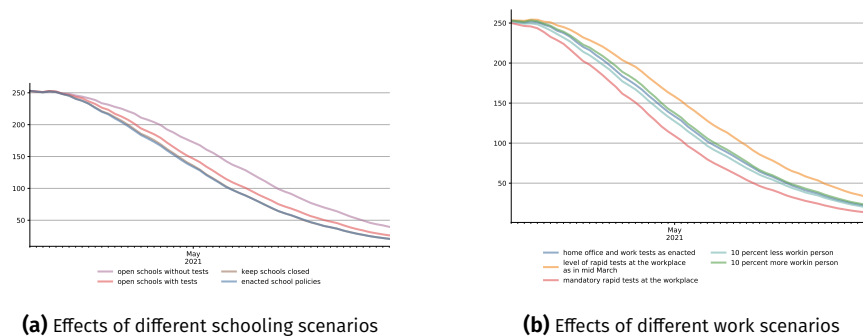 250
200
150
100
50
May
2021
open schools without tests
open schools with tests
keep schools closed
enacted school policies
(a) Effects of different schooling scenarios
250
200
150
100
50
May
2021
home office and work tests as enacted
level of rapid tests at the workplace
as in mid March
mandatory rapid tests at the workplace
10 percent less workin person
10 percent more workin person
(b) Effects of different work scenarios